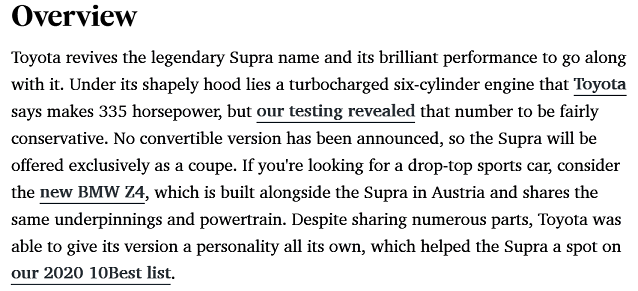 Overview
Toyota revives the legendary Supra name and its brilliant performance to go along
with it. Under its shapely hood lies a turbocharged six-cylinder engine that Toyota
says makes 335 horsepower, but our testing revealed that number to be fairly
conservative. No convertible version has been announced, so the Supra will be
offered exclusively as a coupe. If you're looking for a drop-top sports car, consider
the new BMW Z4, which is built alongside the Supra in Austria and shares the
same underpinnings and powertrain. Despite sharing numerous parts, Toyota was
able to give its version a personality all its own, which helped the Supra a spot on
our 2020 10Best list.